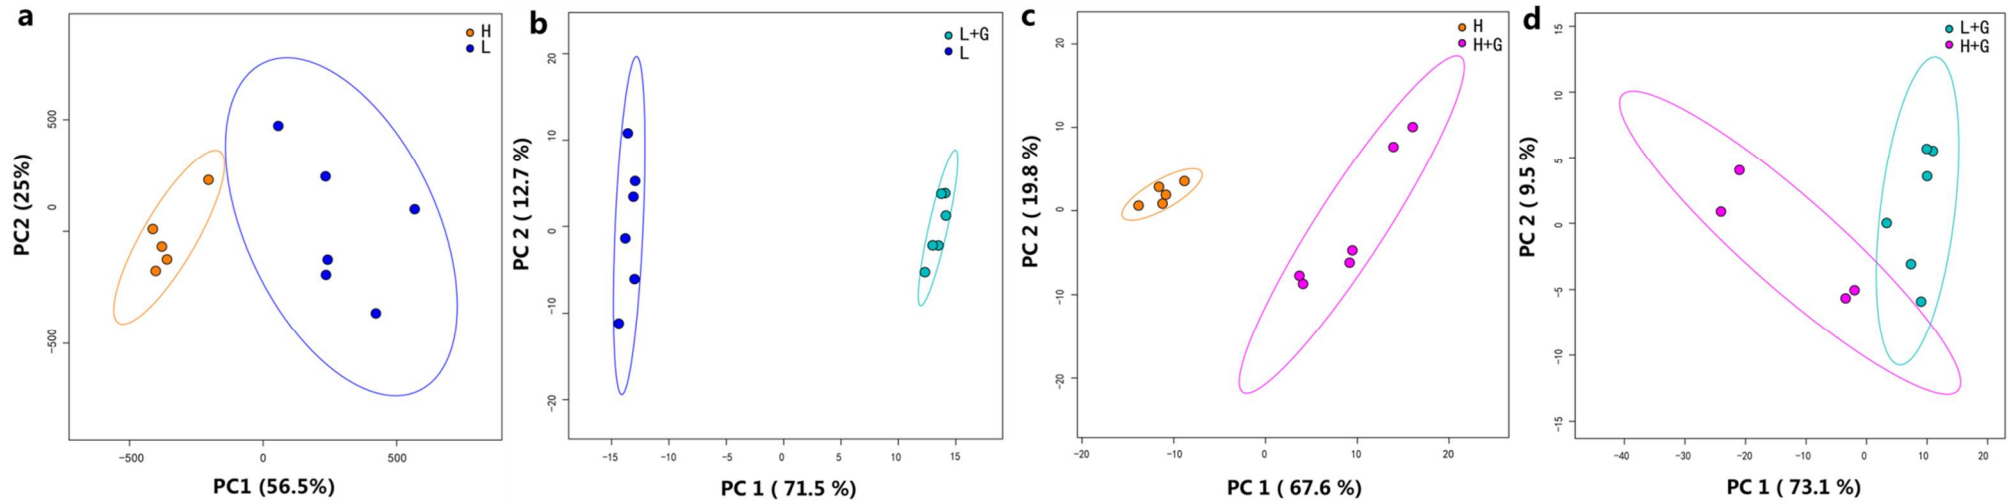 a
H
L
PC2 (25%)
500
0
−500
−500
0
500
PC1 (56.5%)
b
L+G
L
PC 2 ( 12.7 %)
20
10
0
−10
−20
−15
−10
−5
0
5
10
15
PC 1 ( 71.5 %)
c
H
H+G
PC 2 ( 19.8 %)
20
10
0
−10
−20
−20
−10
0
10
20
PC 1 ( 67.6 %)
d
L+G
H+G
PC 2 ( 9.5 %)
15
10
5
0
−5
−10
−15
−40
−30
−20
−10
0
10
20
PC 1 ( 73.1 %)